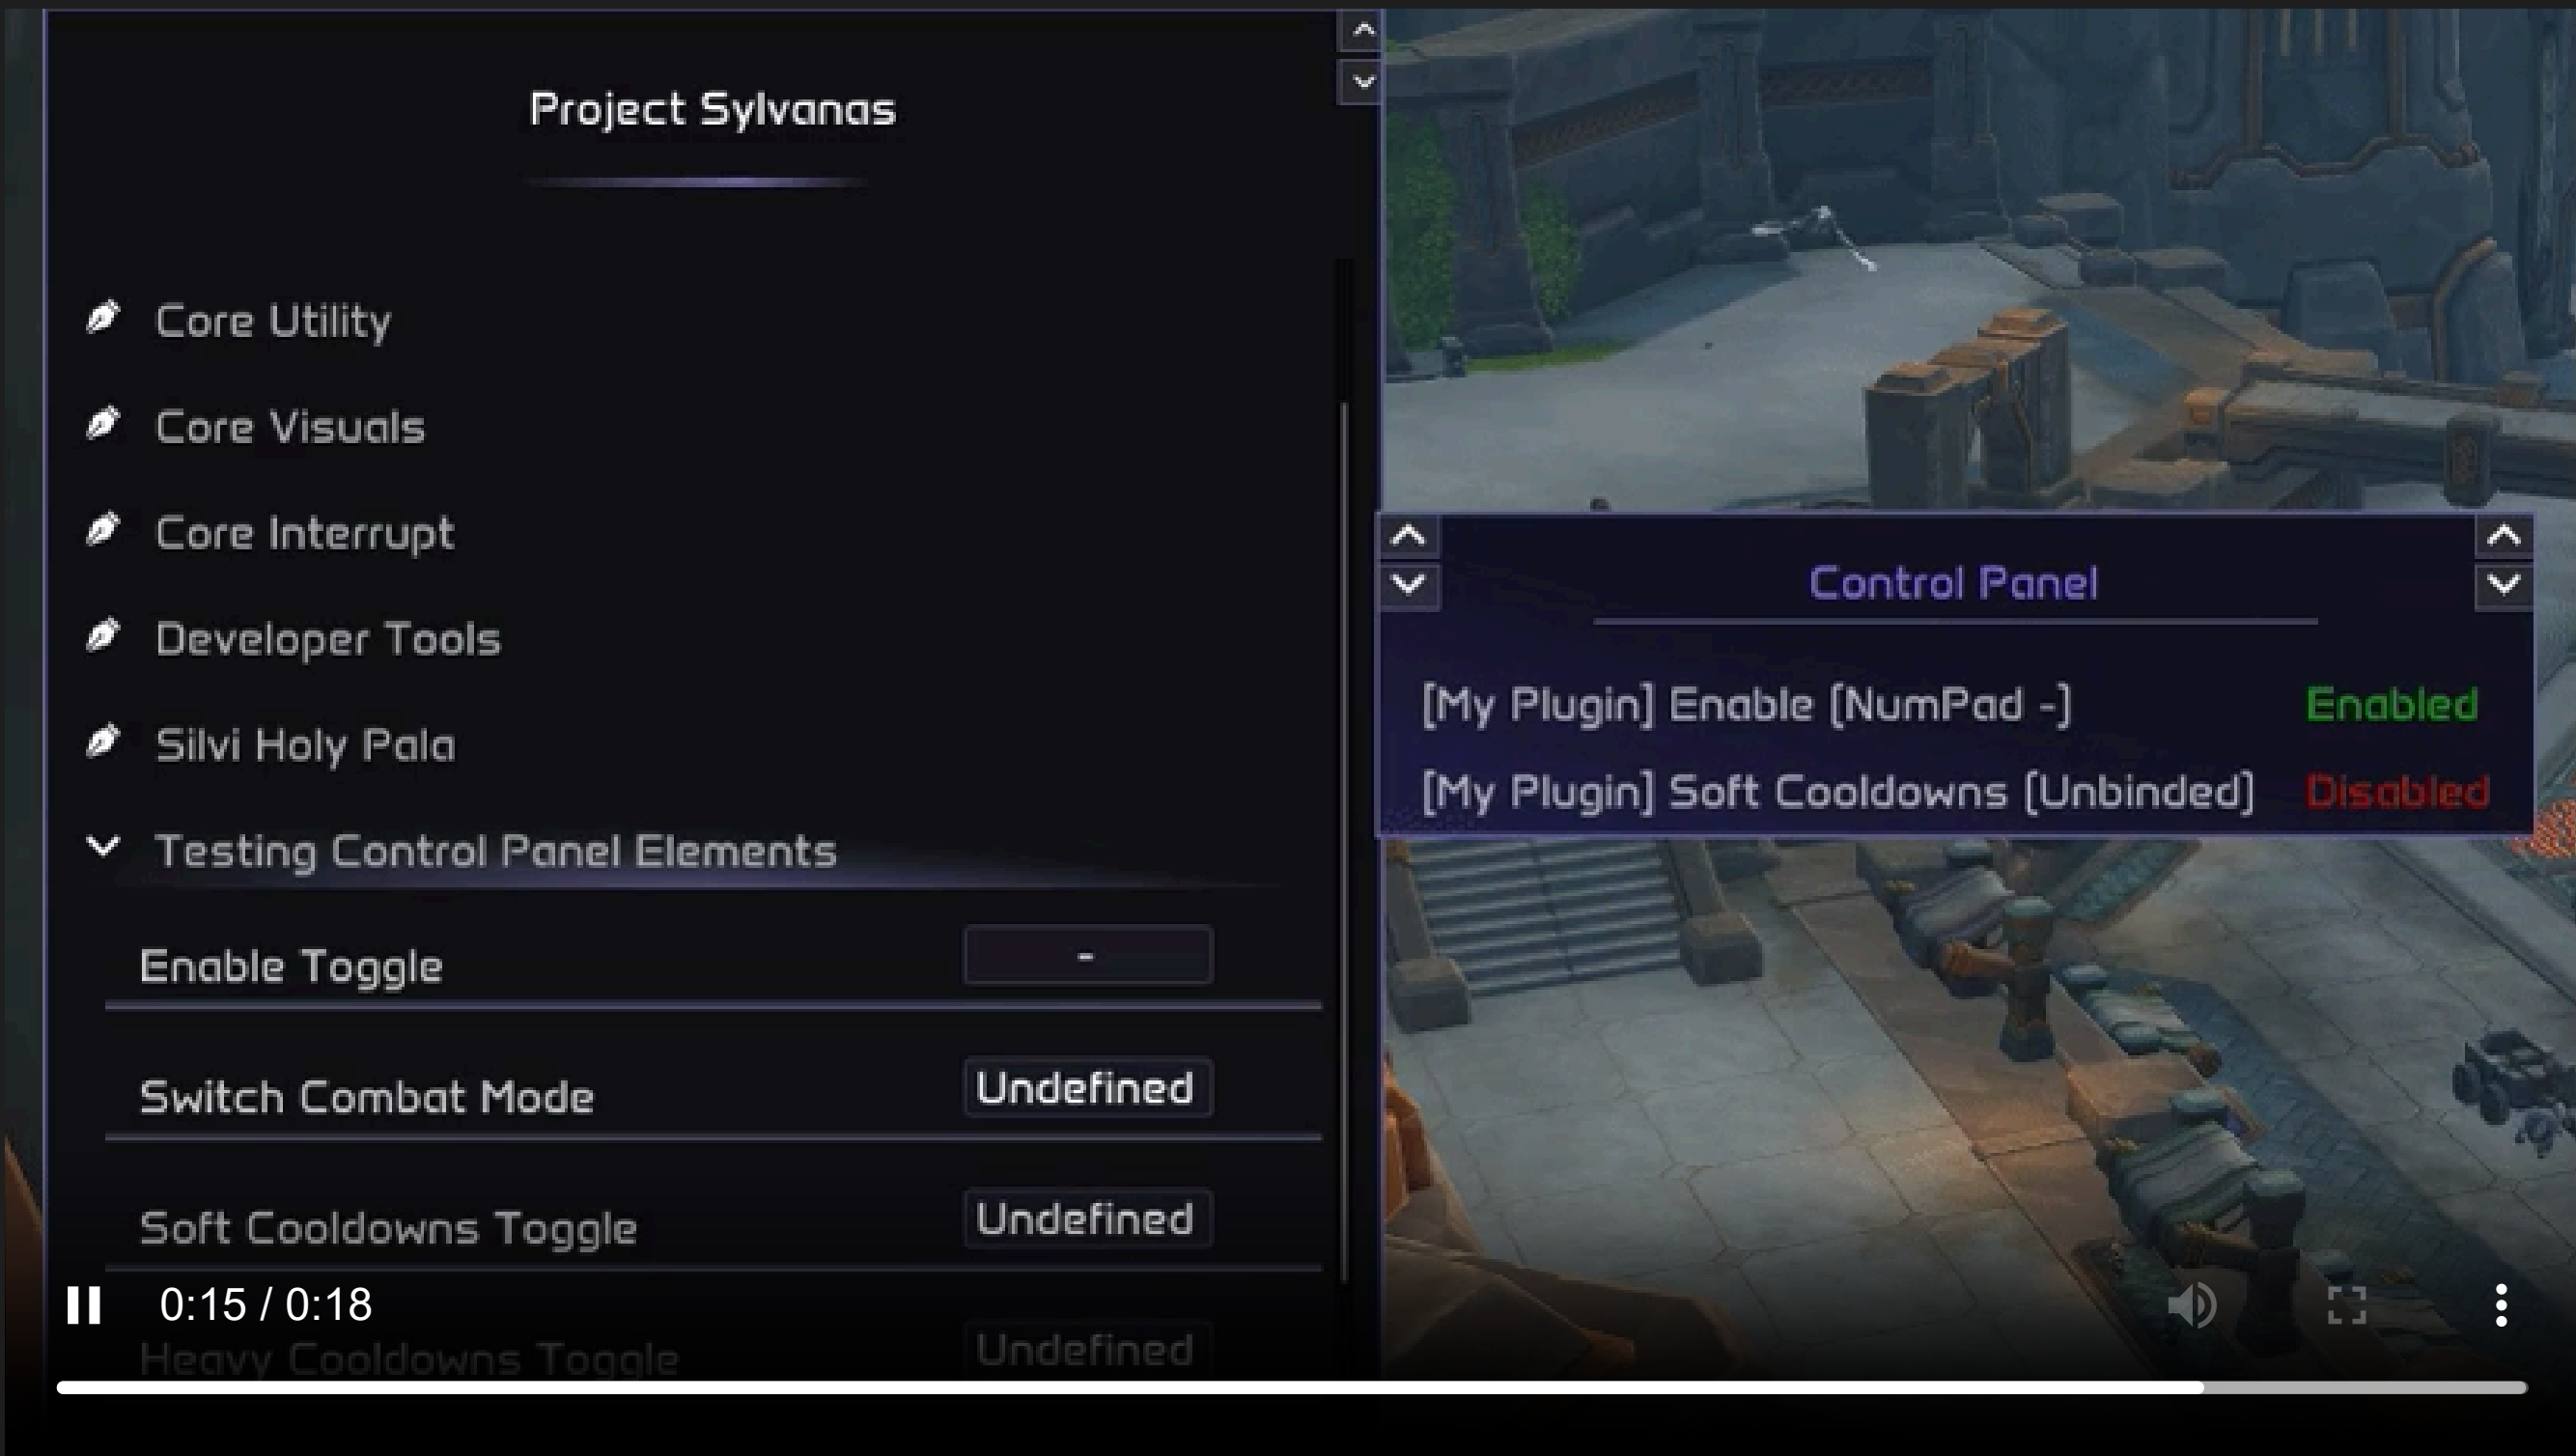 Project Sylvanas
Core Utility
Core Visuals
Core Interrupt
Developer Tools
Silvi Holy Pala
Testing Control Panel Elements
Enable Toggle -
Switch Combat Mode Undefined
Soft Cooldowns Toggle Undefined
Heavy Cooldowns Toggle Undefined
Control Panel
[My Plugin] Enable [NumPad -] Enabled
[My Plugin] Soft Cooldowns [Unbinded] Disabled
0:15 / 0:18